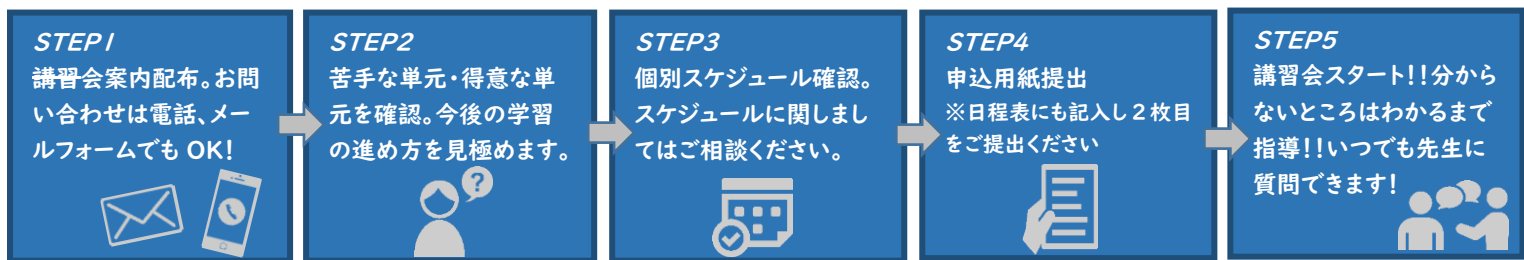 STEP1
講習会案内配布。お問
い合わせは電話、メー
ルフォームでも OK!
STEP2
苦手な単元・得意な単
元を確認。今後の学習
の進め方を見極めます。
STEP3
個別スケジュール確認。
スケジュールに関しまし
てはご相談ください。
STEP4
申込用紙提出
※日程表にも記入し２枚目
をご提出ください
STEP5
講習会スタート!!分から
ないところはわかるまで
指導!!いつでも先生に
質問できます!
?